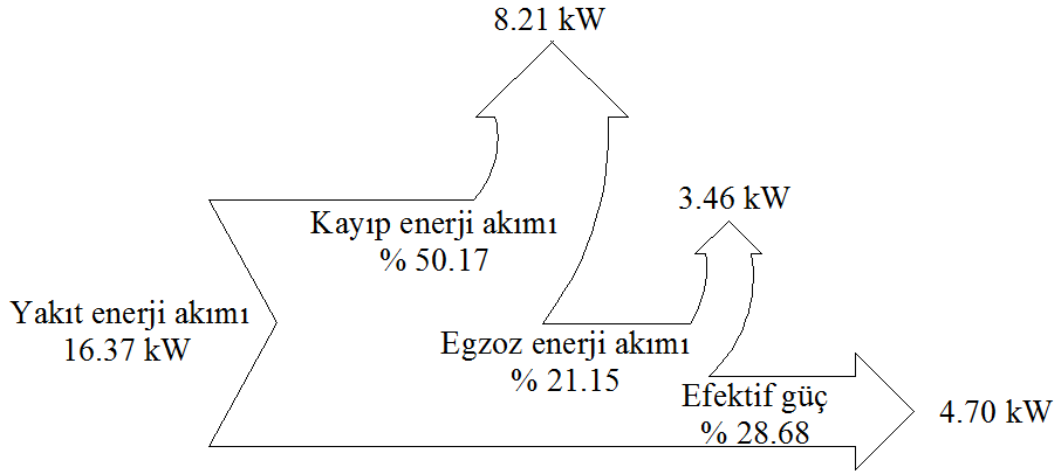 8.21 kW
3.46 kW
Kayıp enerji akımı
% 50.17
Yakıt enerji akımı
16.37 kW
Egzoz enerji akımı
% 21.15
Efektif güç
% 28.68
4.70 kW